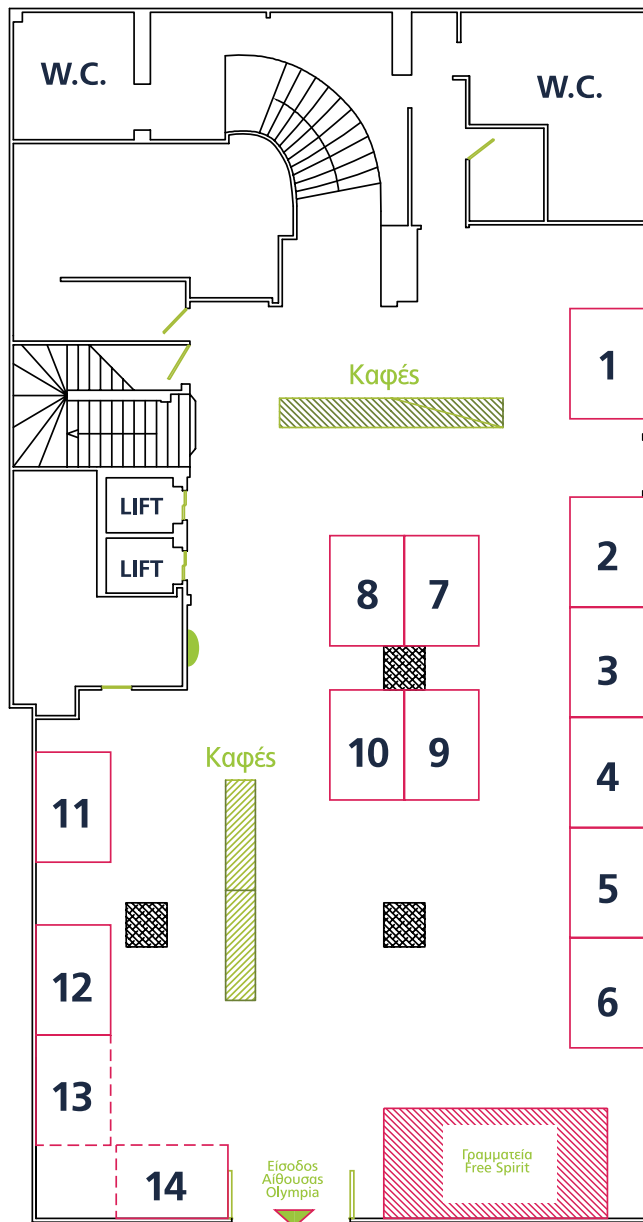 W.C.
W.C.
1
Καφές
LIFT
2
LIFT
8
7
3
Καφές
10
9
4
11
5
12
6
13
14
Είσοδος
Αίθουσας
Olympia
Γραμματεία
Free Spirit